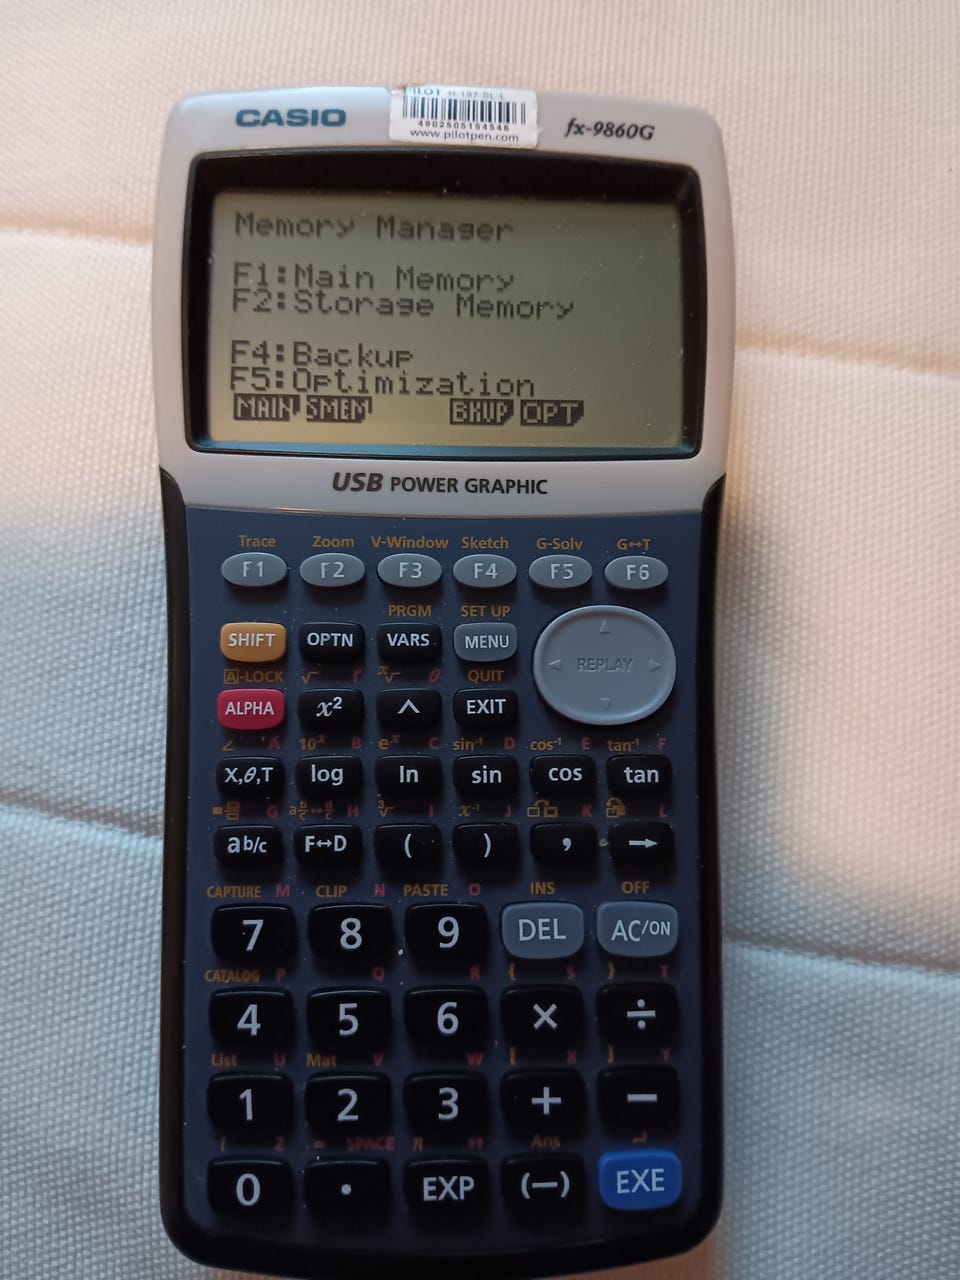 CASIO
PILOT H-187-SL-L
4902505154546
www.pilotpen.com
fx-9860G
Memory Manager
F1:Main Memory
F2:Storage Memory
F4:Backup
F5:Optimization
MAIN SMEM BKUP OPT
USB POWER GRAPHIC
Trace Zoom V-Window Sketch G-Solv G↔T
F1 F2 F3 F4 F5 F6
PRGM SET UP
SHIFT OPTN VARS MENU
REPLAY
A-LOCK √ r ˣ√ θ QUIT
ALPHA x² ^ EXIT
∠ A 10ˣ B eˣ C sin⁻¹ D cos⁻¹ E tan⁻¹ F
X,θ,T log ln sin cos tan
G a b/c↔d/c H ³√ I x⁻¹ J K L
a b/c F↔D ( ) , →
CAPTURE M CLIP N PASTE O INS OFF
7 8 9 DEL AC/ON
CATALOG P Q R { S } T
4 5 6 × ÷
List U Mat V W [ X ] Y
1 2 3 + −
i Z = SPACE π " Ans ↵
0 . EXP (−) EXE